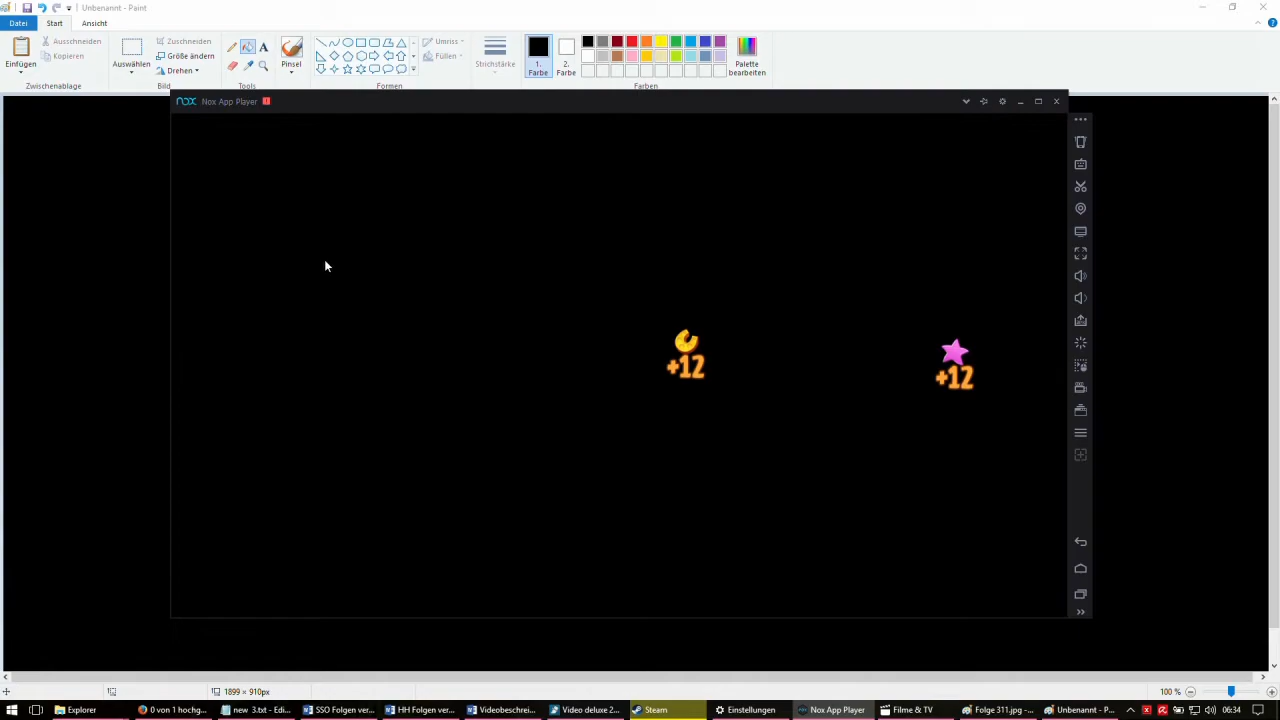 Unbenannt - Paint
Datei Start Ansicht
Einfügen
Ausschneiden
Kopieren
Zwischenablage
Auswählen
Zuschneiden
Größe ändern
Drehen
Bild
A
Tools
Pinsel
Formen
Umriss
Füllen
Strichstärke
1.
Farbe
2.
Farbe
Palette
bearbeiten
Farben
nox Nox App Player
+12
+12
1899 × 910px
100 %
Explorer
0 von 1 hochg...
new 3.txt - Edi...
SSO Folgen ver...
HH Folgen ver...
Videobeschrei...
Video deluxe 2...
Steam
Einstellungen
Nox App Player
Filme & TV
Folge 311.jpg -...
Unbenannt - P...
06:34